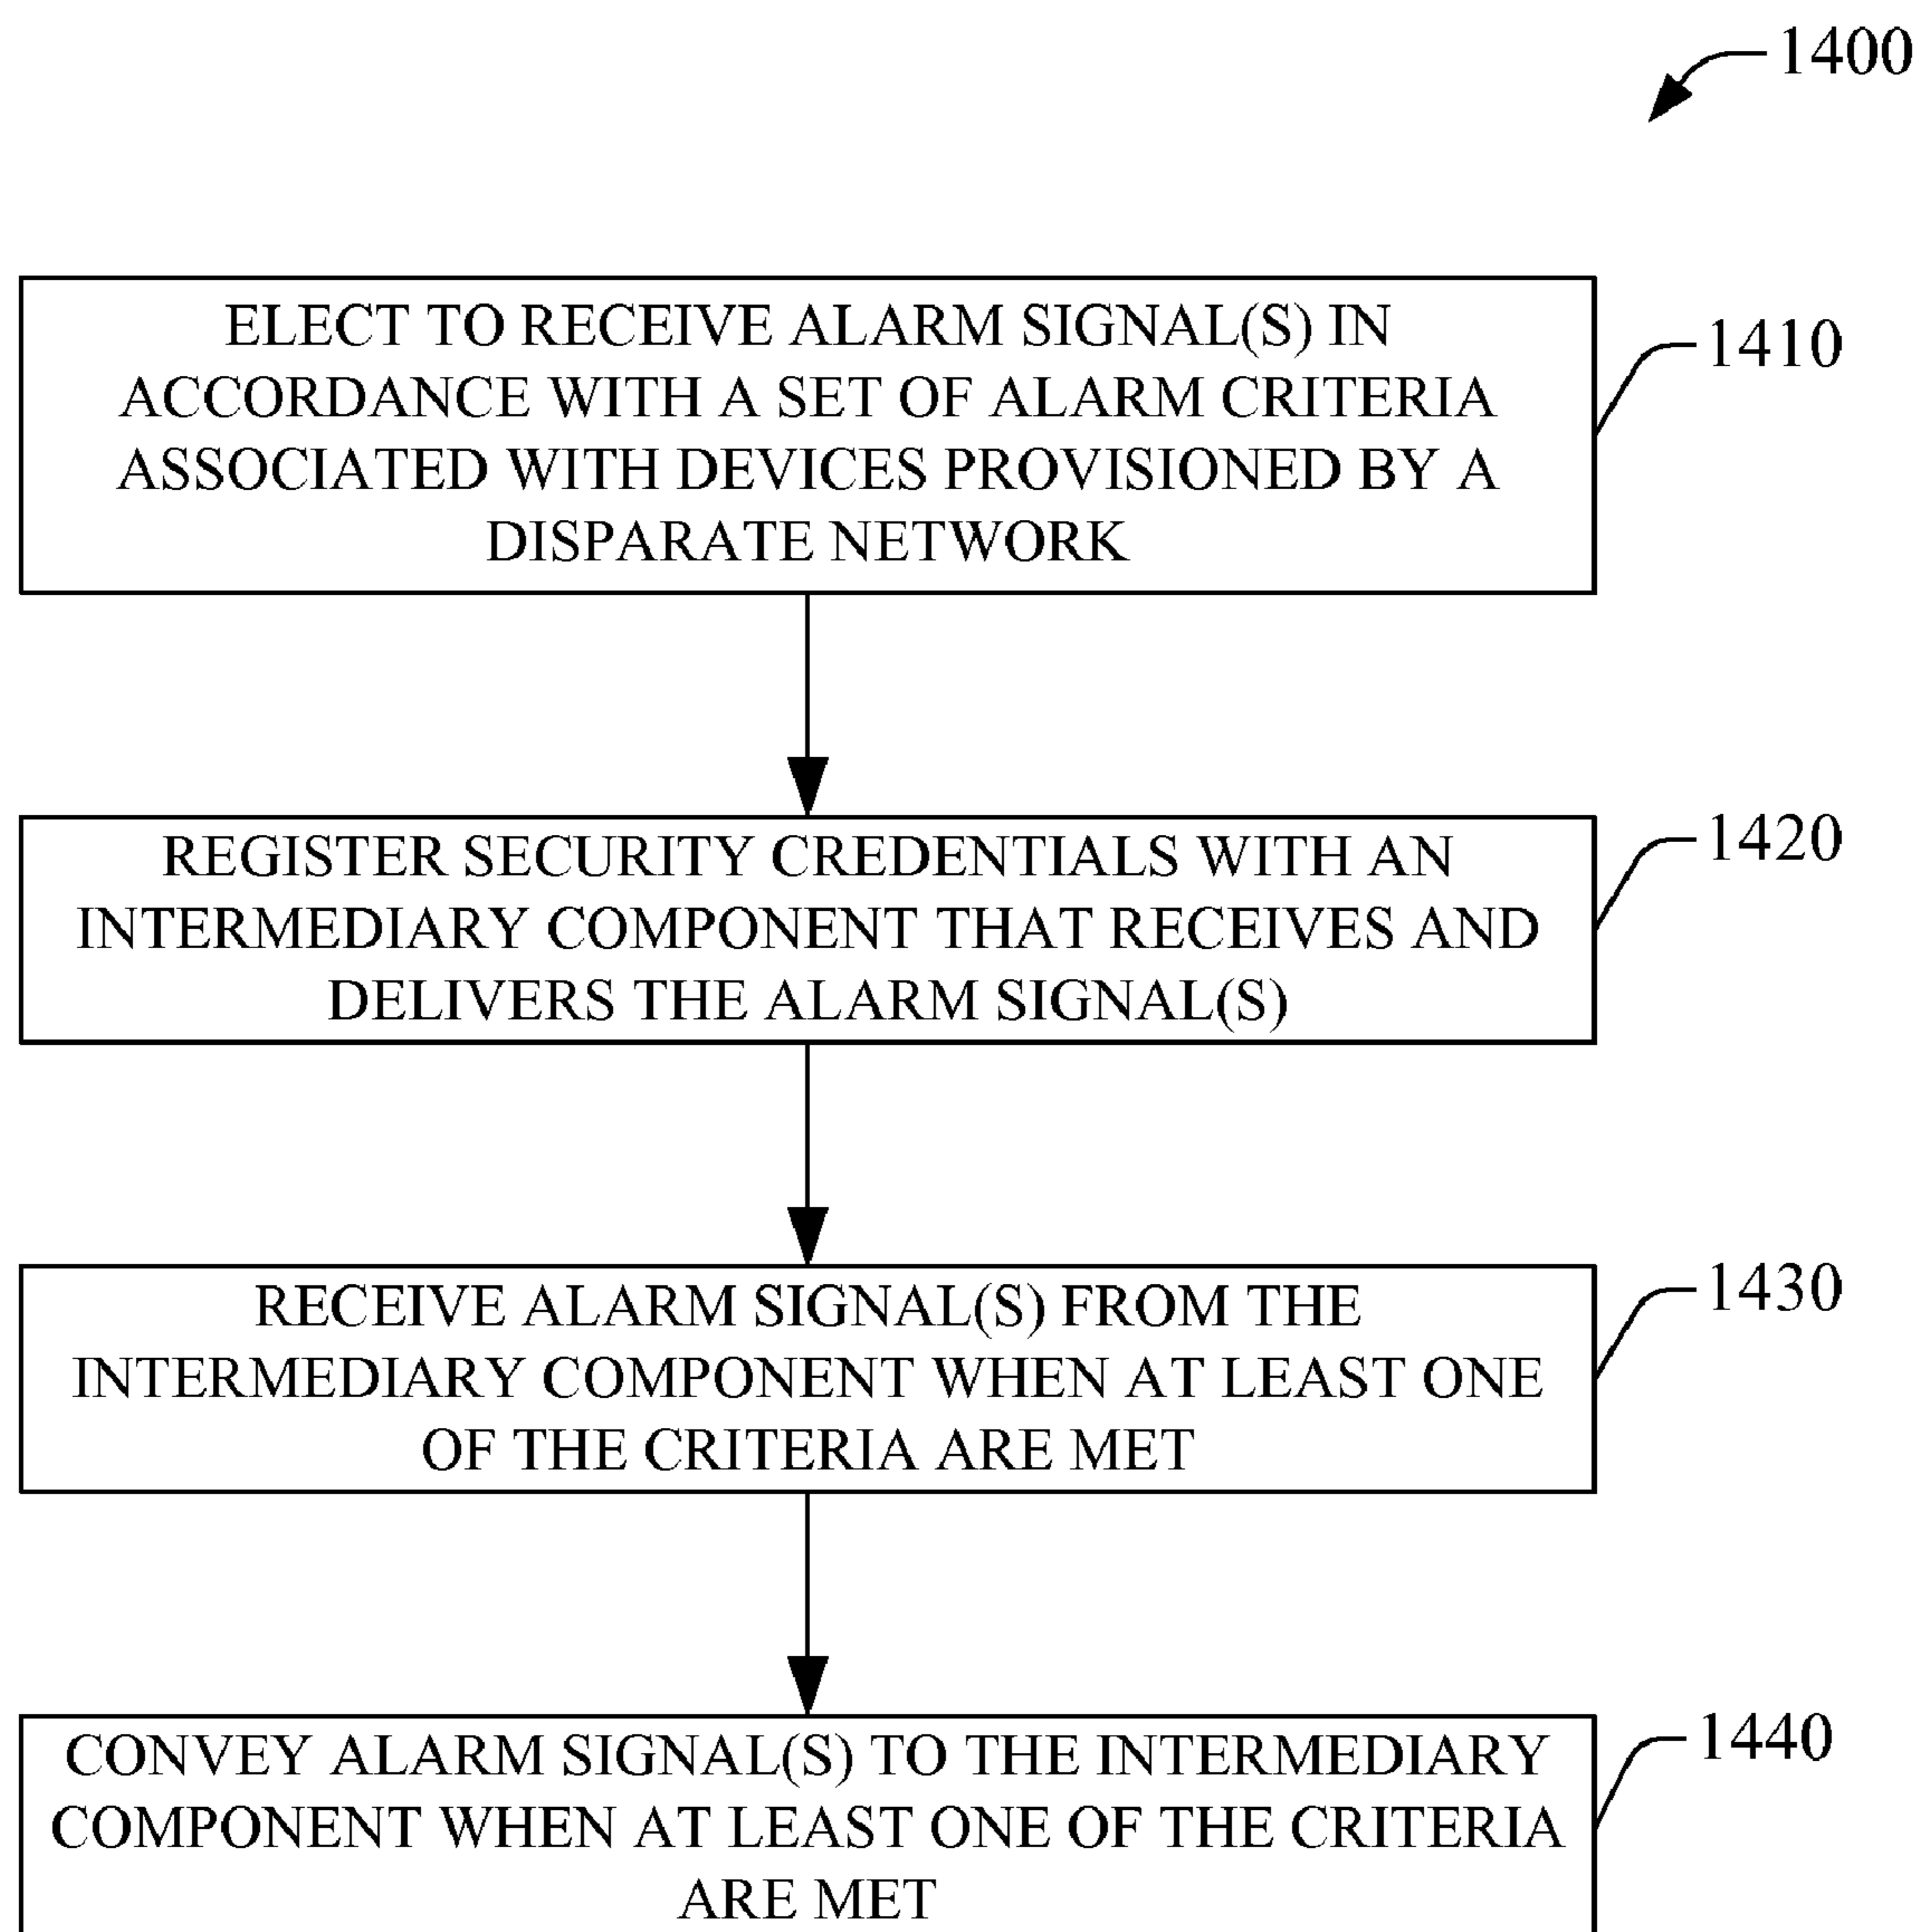 1400
ELECT TO RECEIVE ALARM SIGNAL(S) IN
ACCORDANCE WITH A SET OF ALARM CRITERIA
ASSOCIATED WITH DEVICES PROVISIONED BY A
DISPARATE NETWORK
1410
REGISTER SECURITY CREDENTIALS WITH AN
INTERMEDIARY COMPONENT THAT RECEIVES AND
DELIVERS THE ALARM SIGNAL(S)
1420
RECEIVE ALARM SIGNAL(S) FROM THE
INTERMEDIARY COMPONENT WHEN AT LEAST ONE
OF THE CRITERIA ARE MET
1430
CONVEY ALARM SIGNAL(S) TO THE INTERMEDIARY
COMPONENT WHEN AT LEAST ONE OF THE CRITERIA
ARE MET
1440